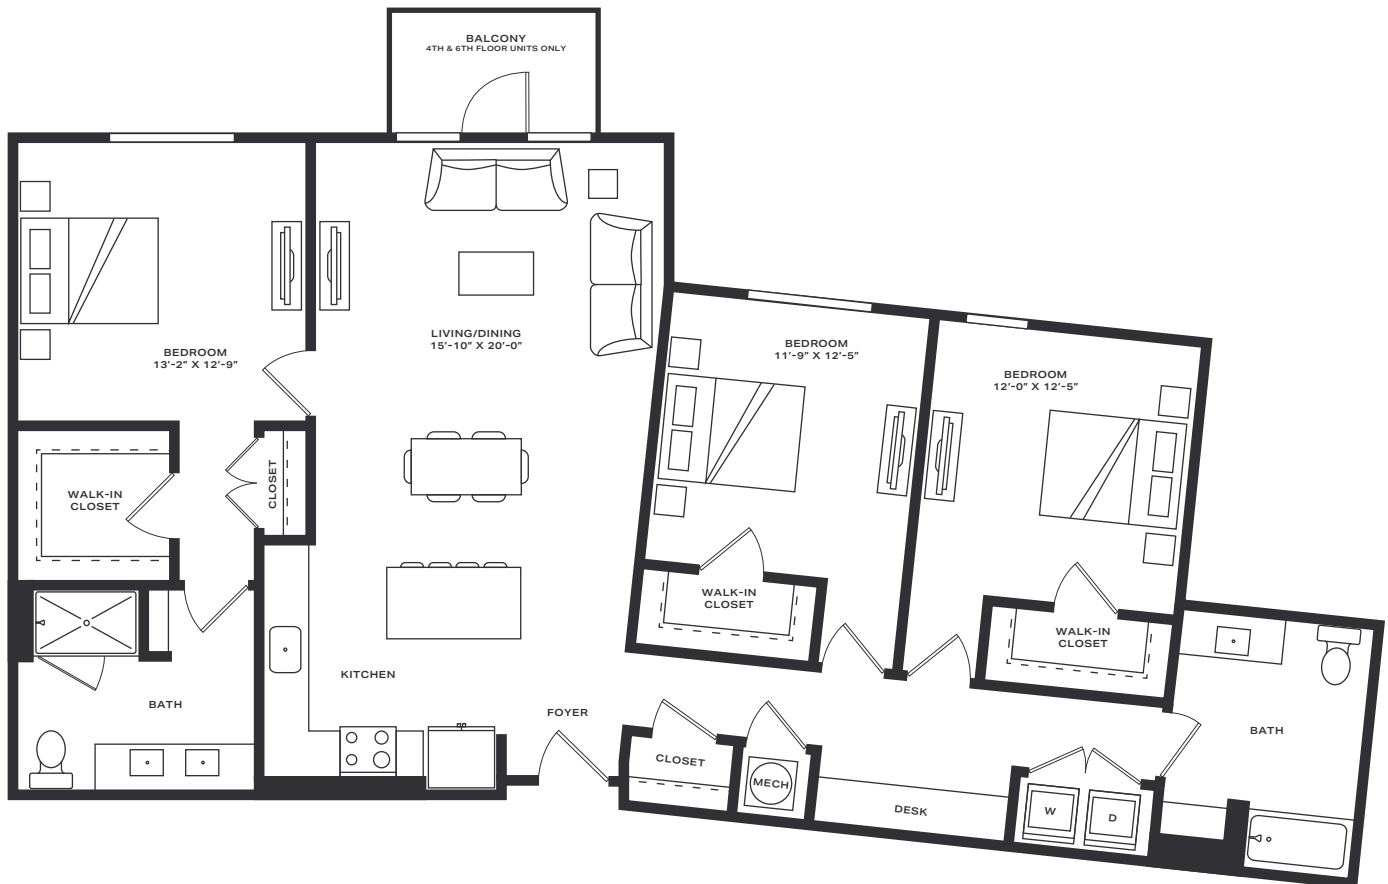 BALCONY
4TH & 6TH FLOOR UNITS ONLY
BEDROOM
13'-2" X 12'-9"
LIVING/DINING
15'-10" X 20'-0"
BEDROOM
11'-9" X 12'-5"
BEDROOM
12'-0" X 12'-5"
WALK-IN
CLOSET
CLOSET
WALK-IN
CLOSET
WALK-IN
CLOSET
KITCHEN
BATH
FOYER
BATH
CLOSET
MECH
DESK
W
D